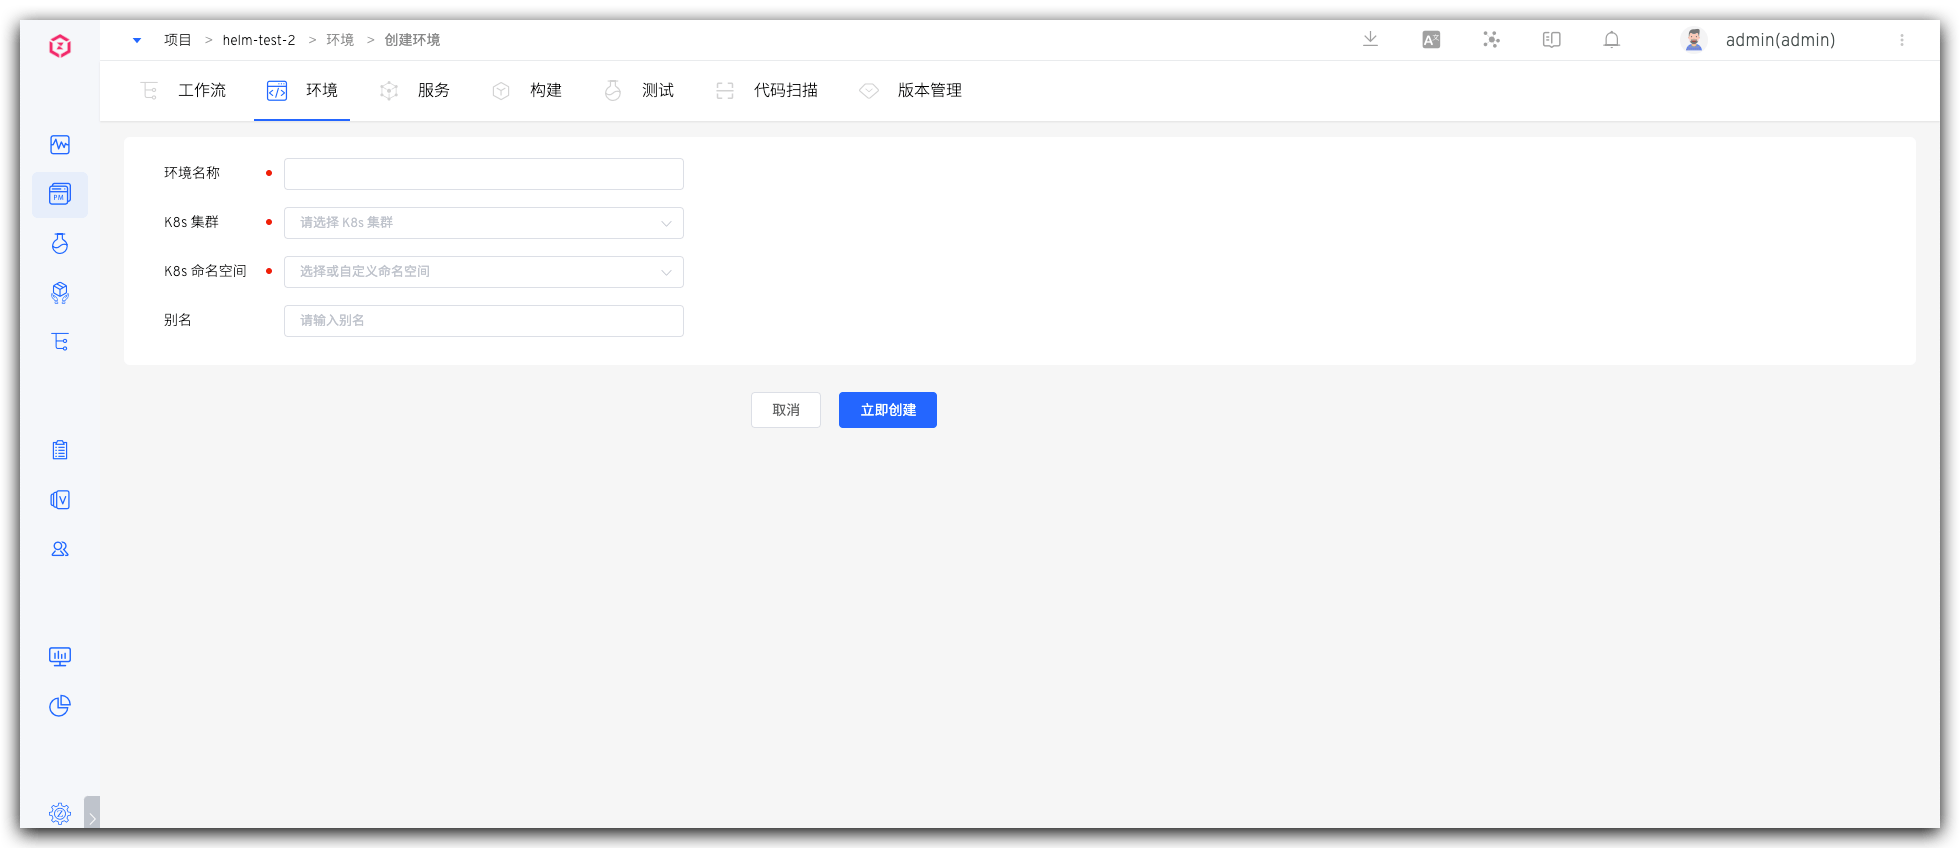 项目 > helm-test-2 > 环境 > 创建环境
admin(admin)
工作流 环境 服务 构建 测试 代码扫描 版本管理
PM
环境名称
K8s 集群 请选择 K8s 集群
K8s 命名空间 选择或自定义命名空间
别名 请输入别名
取消 立即创建